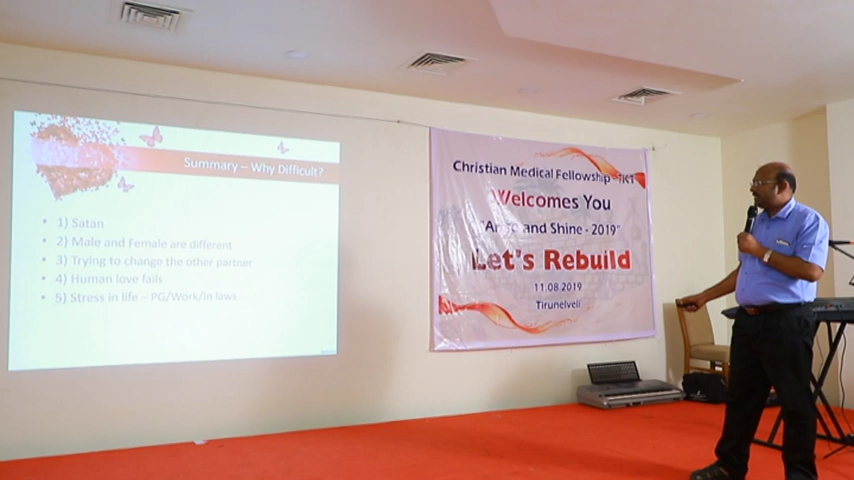 Summary – Why Difficult?
• 1) Satan
• 2) Male and Female are different
• 3) Trying to change the other partner
• 4) Human love fails
• 5) Stress in life – PG/Work/In laws
Christian Medical Fellowship - TKT
Welcomes You
"Arise and Shine - 2019"
Let's Rebuild
11.08.2019
Tirunelveli